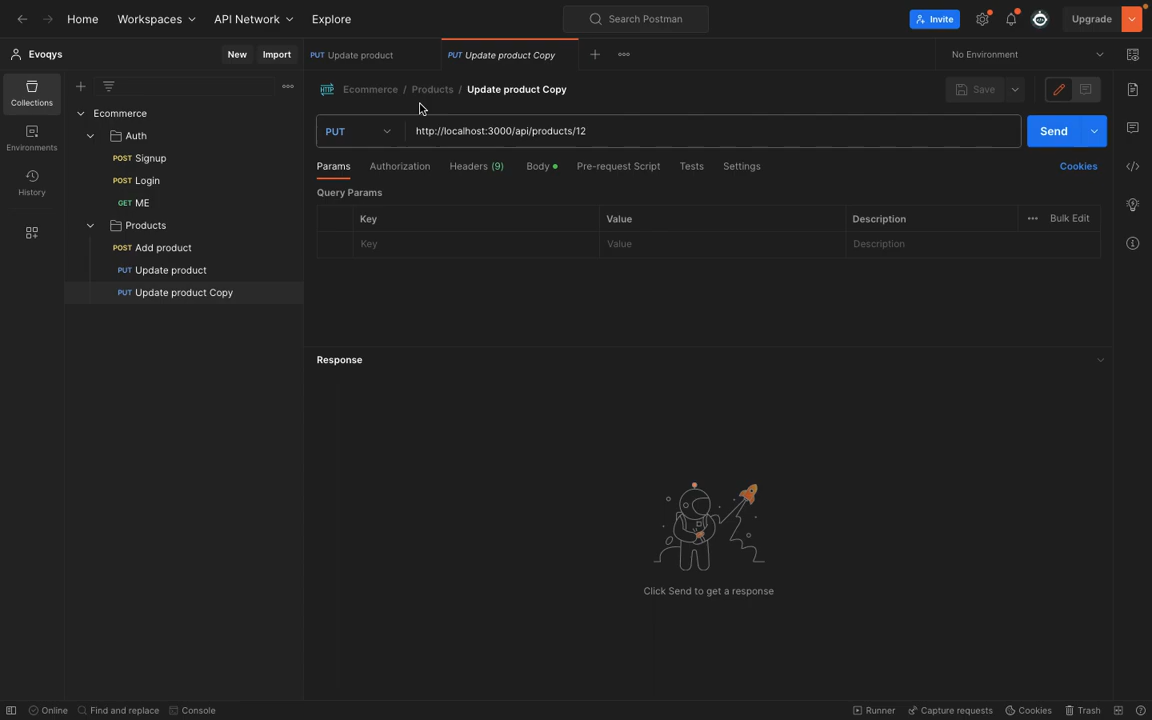 Home Workspaces API Network Explore Search Postman Invite Upgrade
Evoqys New Import PUT Update product PUT Update product Copy No Environment
Collections
Environments
History
Ecommerce
Auth
POST Signup
POST Login
GET ME
Products
POST Add product
PUT Update product
PUT Update product Copy
HTTP Ecommerce / Products / Update product Copy Save
PUT http://localhost:3000/api/products/12 Send
Params Authorization Headers (9) Body Pre-request Script Tests Settings Cookies
Query Params
Key Value Description Bulk Edit
Key Value Description
Response
Click Send to get a response
Online Find and replace Console Runner Capture requests Cookies Trash